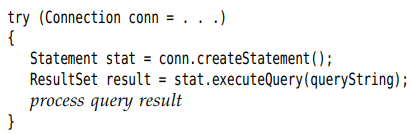 try (Connection conn = . . .)
{
Statement stat = conn.createStatement();
ResultSet result = stat.executeQuery(queryString);
process query result
}